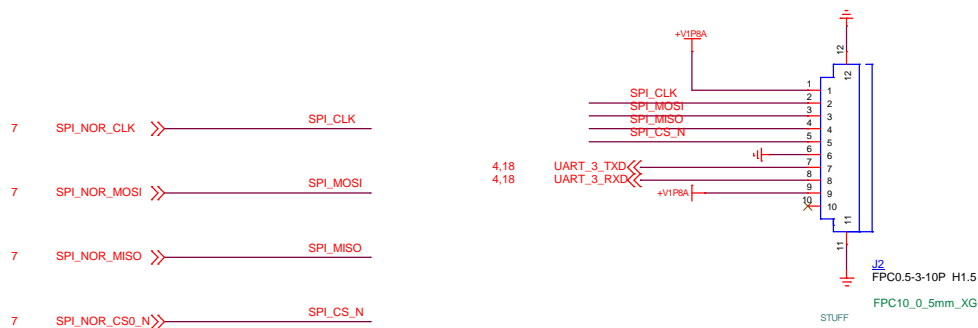 7 SPI_NOR_CLK SPI_CLK
7 SPI_NOR_MOSI SPI_MOSI
7 SPI_NOR_MISO SPI_MISO
7 SPI_NOR_CS0_N SPI_CS_N
12
12
+V1P8A
1 1
SPI_CLK 2 2
SPI_MOSI 3 3
SPI_MISO 4 4
SPI_CS_N 5 5
6 6
4,18 UART_3_TXD 7 7
4,18 UART_3_RXD 8 8
+V1P8A 9 9
10 10
11
11
J2
FPC0.5-3-10P H1.5
FPC10_0_5mm_XG
STUFF